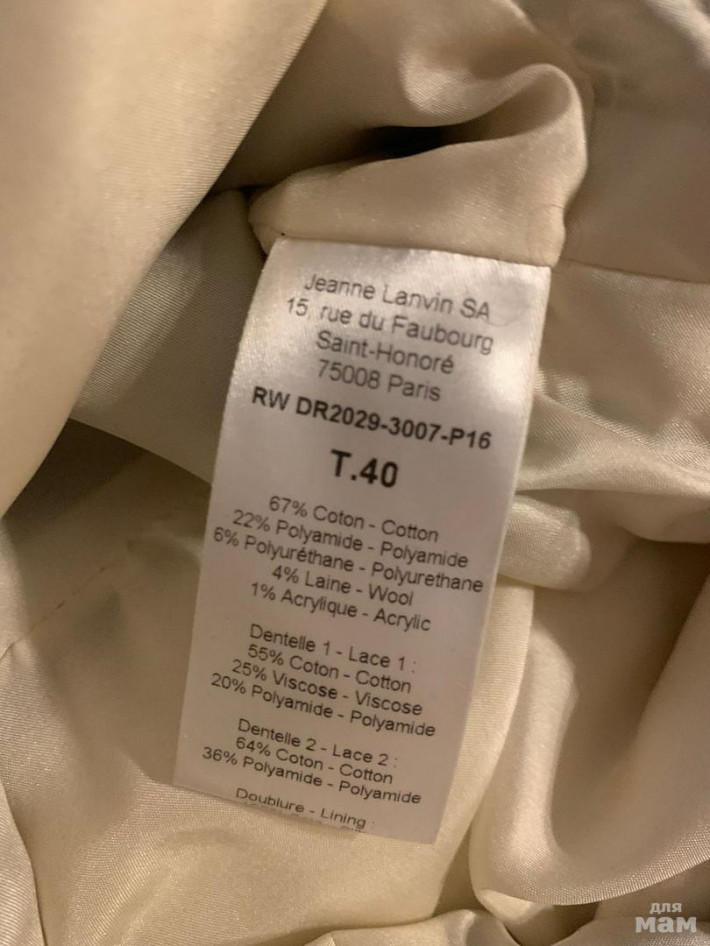 Jeanne Lanvin SA
15, rue du Faubourg
Saint-Honoré
75008 Paris
RW DR2029-3007-P16
T.40
67% Coton - Cotton
22% Polyamide - Polyamide
6% Polyuréthane - Polyurethane
4% Laine - Wool
1% Acrylique - Acrylic
Dentelle 1 - Lace 1 :
55% Coton - Cotton
25% Viscose - Viscose
20% Polyamide - Polyamide
Dentelle 2 - Lace 2 :
64% Coton - Cotton
36% Polyamide - Polyamide
Doublure - Lining :
для
мам